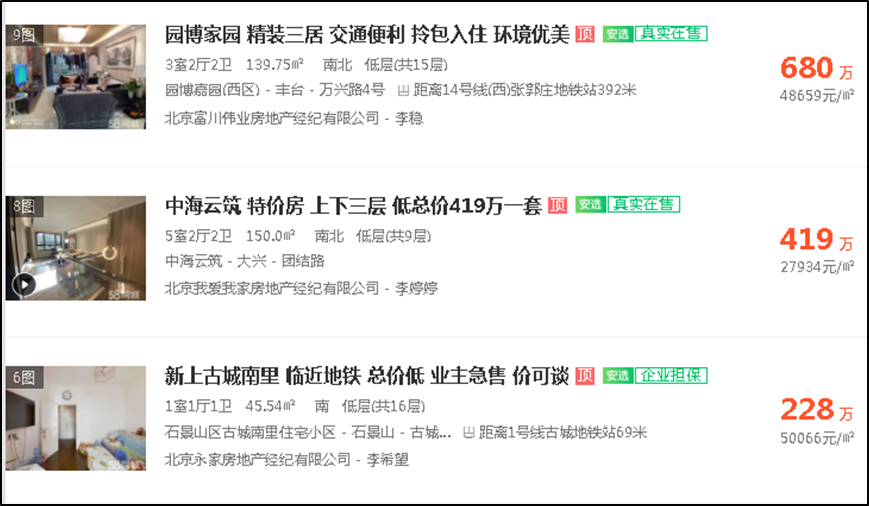 9图
园博家园 精装三居 交通便利 拎包入住 环境优美 顶 安选 真实在售
3室2厅2卫 139.75㎡ 南北 低层(共15层)
680 万
园博嘉园(西区) - 丰台 - 万兴路4号 距离14号线(西)张郭庄地铁站392米
48659元/㎡
北京富川伟业房地产经纪有限公司 - 李稳
58同城
8图
中海云筑 特价房 上下三层 低总价419万一套 顶 安选 真实在售
5室2厅2卫 150.0㎡ 南北 低层(共9层)
419 万
中海云筑 - 大兴 - 团结路
27934元/㎡
北京我爱我家房地产经纪有限公司 - 李婷婷
58同城
6图
新上古城南里 临近地铁 总价低 业主急售 价可谈 顶 安选 企业担保
1室1厅1卫 45.54㎡ 南 低层(共16层)
228 万
石景山区古城南里住宅小区 - 石景山 - 古城... 距离1号线古城地铁站69米
50066元/㎡
北京永家房地产经纪有限公司 - 李希望
58同城